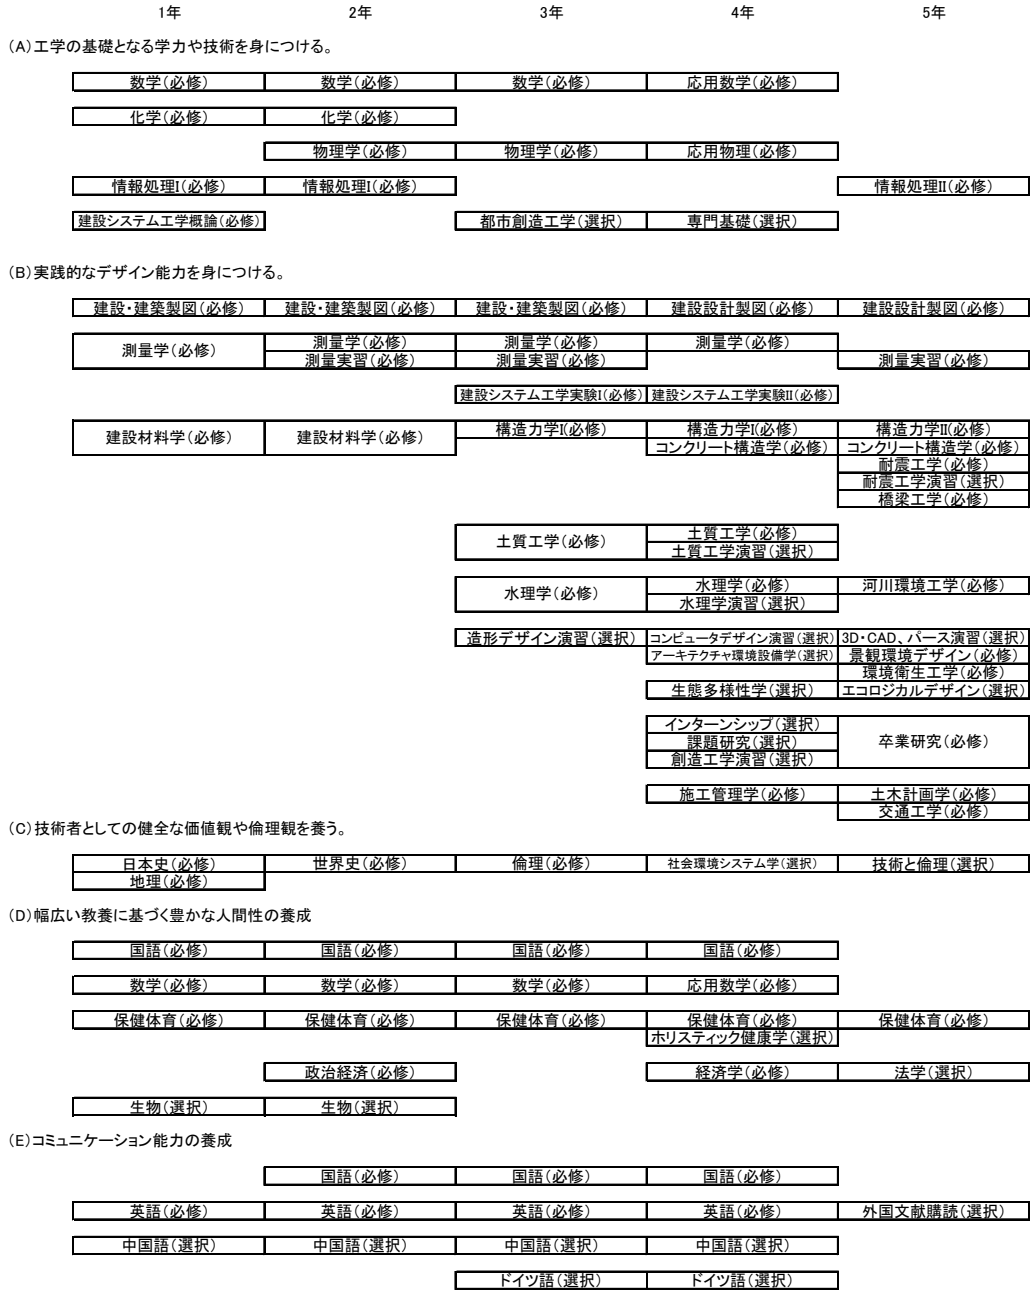 1年 2年 3年 4年 5年
(A)工学の基礎となる学力や技術を身につける。
数学(必修) 数学(必修) 数学(必修) 応用数学(必修)
化学(必修) 化学(必修)
物理学(必修) 物理学(必修) 応用物理(必修)
情報処理I(必修) 情報処理I(必修) 情報処理II(必修)
建設システム工学概論(必修) 都市創造工学(選択) 専門基礎(選択)
(B)実践的なデザイン能力を身につける。
建設・建築製図(必修) 建設・建築製図(必修) 建設・建築製図(必修) 建設設計製図(必修) 建設設計製図(必修)
測量学(必修) 測量学(必修) 測量学(必修) 測量学(必修)
測量実習(必修) 測量実習(必修) 測量実習(必修)
建設システム工学実験I(必修) 建設システム工学実験II(必修)
建設材料学(必修) 建設材料学(必修) 構造力学I(必修) 構造力学I(必修) 構造力学II(必修)
コンクリート構造学(必修) コンクリート構造学(必修)
耐震工学(必修)
耐震工学演習(選択)
橋梁工学(必修)
土質工学(必修) 土質工学(必修)
土質工学演習(選択)
水理学(必修) 水理学(必修) 河川環境工学(必修)
水理学演習(選択)
造形デザイン演習(選択) コンピュータデザイン演習(選択) 3D・CAD、パース演習(選択)
アーキテクチャ環境設備学(選択) 景観環境デザイン(必修)
環境衛生工学(必修)
生態多様性学(選択) エコロジカルデザイン(選択)
インターンシップ(選択) 卒業研究(必修)
課題研究(選択)
創造工学演習(選択)
施工管理学(必修) 土木計画学(必修)
交通工学(必修)
(C)技術者としての健全な価値観や倫理観を養う。
日本史(必修) 世界史(必修) 倫理(必修) 社会環境システム学(選択) 技術と倫理(選択)
地理(必修)
(D)幅広い教養に基づく豊かな人間性の養成
国語(必修) 国語(必修) 国語(必修) 国語(必修)
数学(必修) 数学(必修) 数学(必修) 応用数学(必修)
保健体育(必修) 保健体育(必修) 保健体育(必修) 保健体育(必修) 保健体育(必修)
ホリスティック健康学(選択)
政治経済(必修) 経済学(必修) 法学(選択)
生物(選択) 生物(選択)
(E)コミュニケーション能力の養成
国語(必修) 国語(必修) 国語(必修)
英語(必修) 英語(必修) 英語(必修) 英語(必修) 外国文献購読(選択)
中国語(選択) 中国語(選択) 中国語(選択) 中国語(選択)
ドイツ語(選択) ドイツ語(選択)